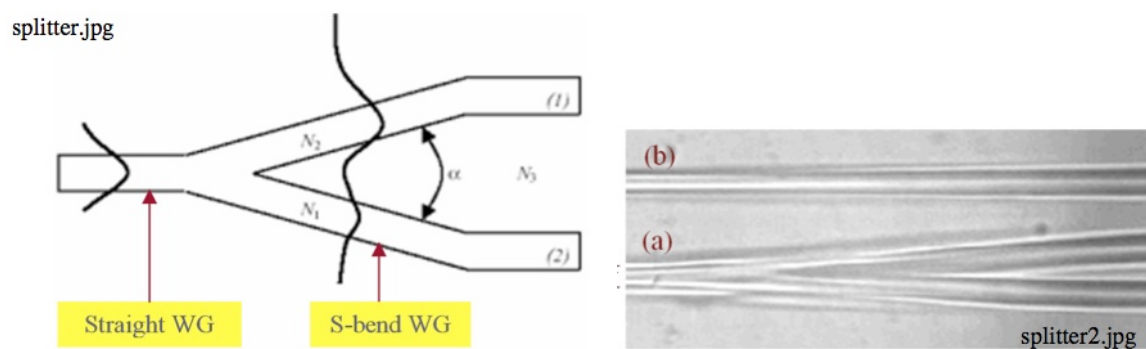 splitter.jpg
(1)
N2
α
N3
N1
(2)
Straight WG
S-bend WG
(b)
(a)
splitter2.jpg